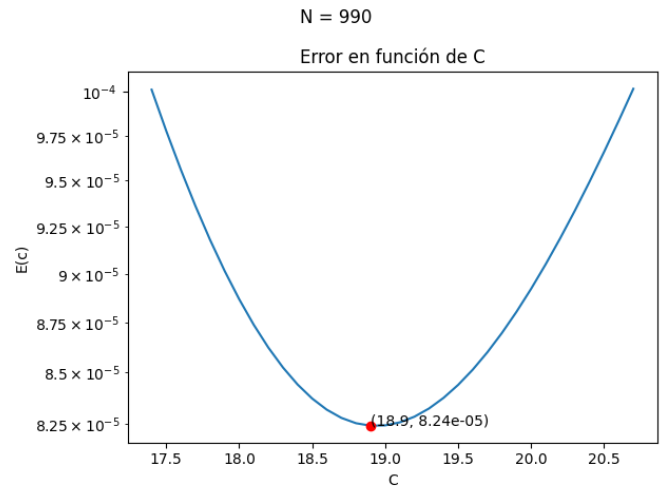 N = 990
Error en función de C
10⁻⁴
9.75 × 10⁻⁵
9.5 × 10⁻⁵
9.25 × 10⁻⁵
9 × 10⁻⁵
8.75 × 10⁻⁵
8.5 × 10⁻⁵
8.25 × 10⁻⁵
E(c)
(18.9, 8.24e-05)
17.5 18.0 18.5 19.0 19.5 20.0 20.5
C